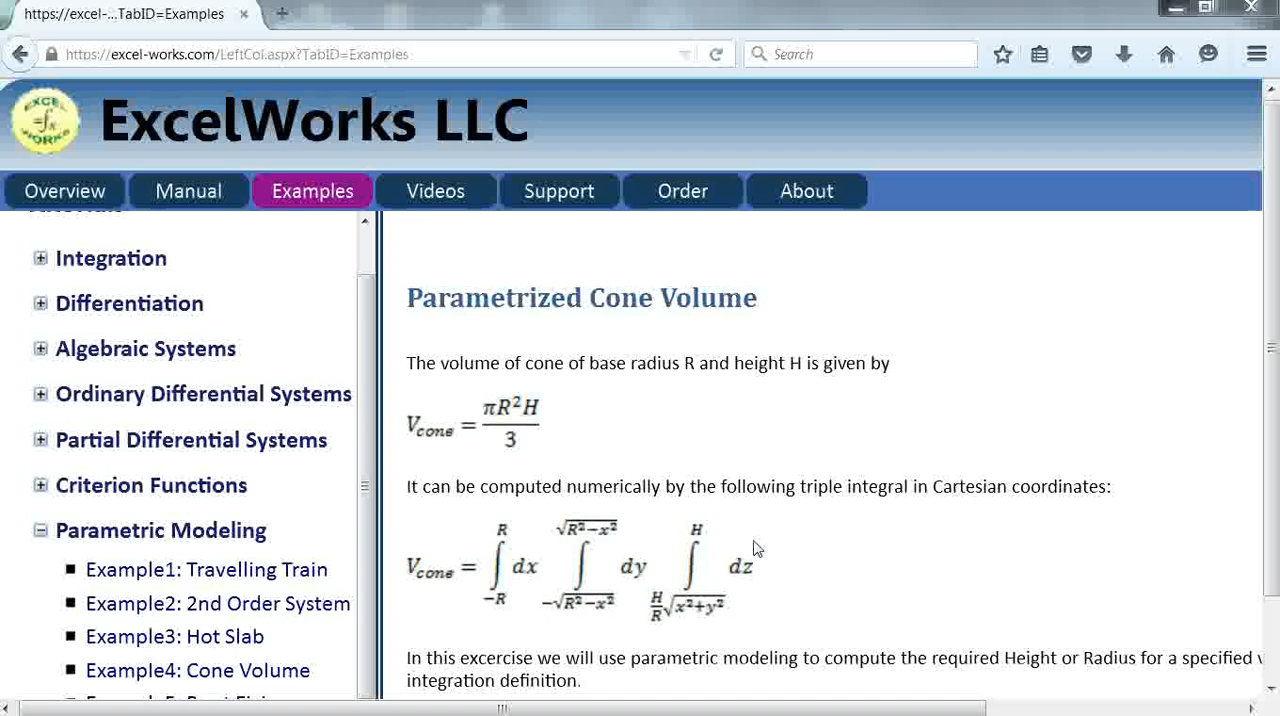 https://excel-...TabID=Examples × +
https://excel-works.com/LeftCol.aspx?TabID=Examples
Search
EXCEL
=fx
WORKS
ExcelWorks LLC
Overview
Manual
Examples
Videos
Support
Order
About
Integration
Differentiation
Algebraic Systems
Ordinary Differential Systems
Partial Differential Systems
Criterion Functions
Parametric Modeling
Example1: Travelling Train
Example2: 2nd Order System
Example3: Hot Slab
Example4: Cone Volume
Parametrized Cone Volume
The volume of cone of base radius R and height H is given by
V_cone = πR²H / 3
It can be computed numerically by the following triple integral in Cartesian coordinates:
V_cone = ∫_{-R}^{R} dx ∫_{-√(R²-x²)}^{√(R²-x²)} dy ∫_{H/R √(x²+y²)}^{H} dz
In this excercise we will use parametric modeling to compute the required Height or Radius for a specified
integration definition.